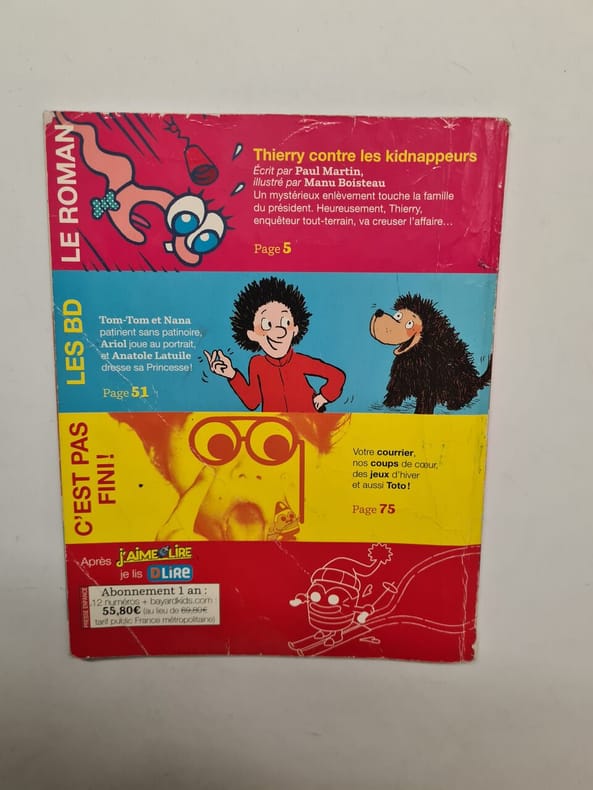 LE ROMAN
Thierry contre les kidnappeurs
Écrit par Paul Martin,
illustré par Manu Boisteau
Un mystérieux enlèvement touche la famille
du président. Heureusement, Thierry,
enquêteur tout-terrain, va creuser l'affaire…
Page 5
LES BD
Tom-Tom et Nana
patinent sans patinoire,
Ariol joue au portrait,
et Anatole Latuile
dresse sa Princesse !
Page 51
C'EST PAS
FINI !
Votre courrier,
nos coups de cœur,
des jeux d'hiver
et aussi Toto !
Page 75
Après J'AIME LIRE
je lis DLiRE
PRESSE ENFANCE
Abonnement 1 an :
12 numéros + bayardkids.com :
55,80€ (au lieu de 69,80€
tarif public France métropolitaine)